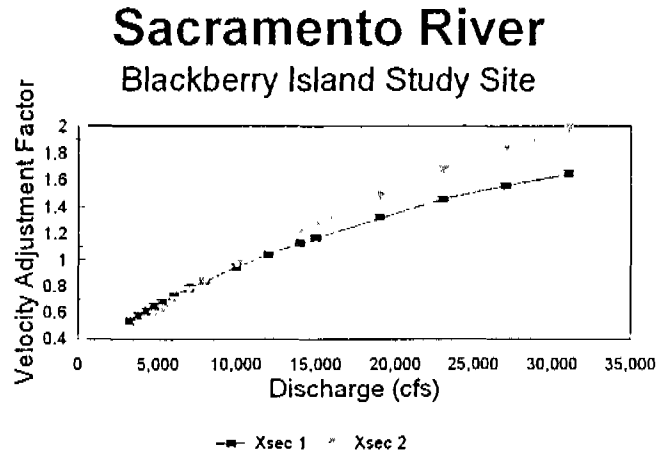 Sacramento River
Blackberry Island Study Site
Velocity Adjustment Factor
2
1.8
1.6
1.4
1.2
1
0.8
0.6
0.4
0 5,000 10,000 15,000 20,000 25,000 30,000 35,000
Discharge (cfs)
Xsec 1 Xsec 2